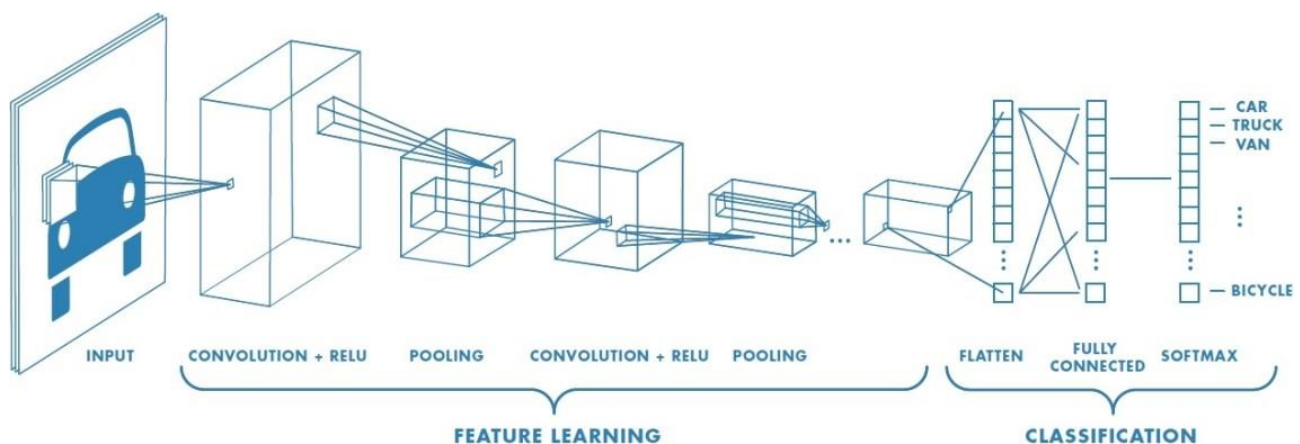 CAR
TRUCK
VAN
BICYCLE
INPUT
CONVOLUTION + RELU
POOLING
CONVOLUTION + RELU
POOLING
FLATTEN
FULLY
CONNECTED
SOFTMAX
FEATURE LEARNING
CLASSIFICATION